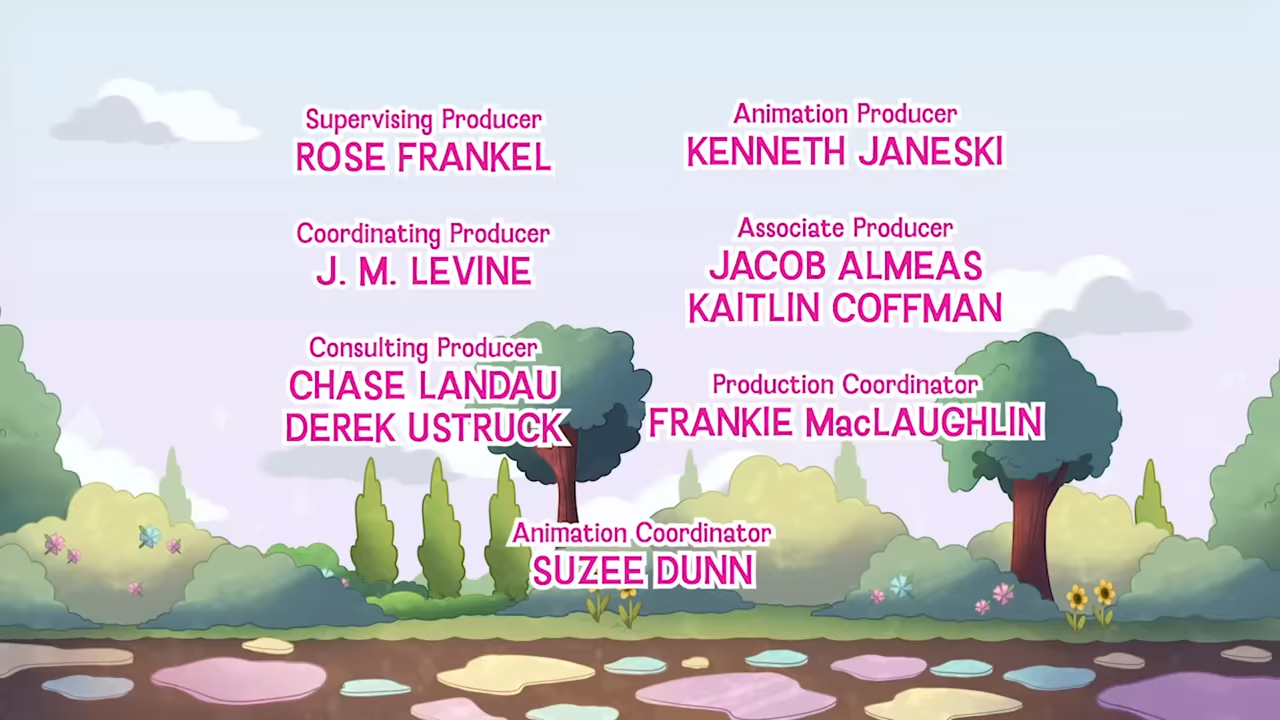 Supervising Producer
ROSE FRANKEL
Coordinating Producer
J. M. LEVINE
Consulting Producer
CHASE LANDAU
DEREK USTRUCK
Animation Producer
KENNETH JANESKI
Associate Producer
JACOB ALMEAS
KAITLIN COFFMAN
Production Coordinator
FRANKIE MacLAUGHLIN
Animation Coordinator
SUZEE DUNN